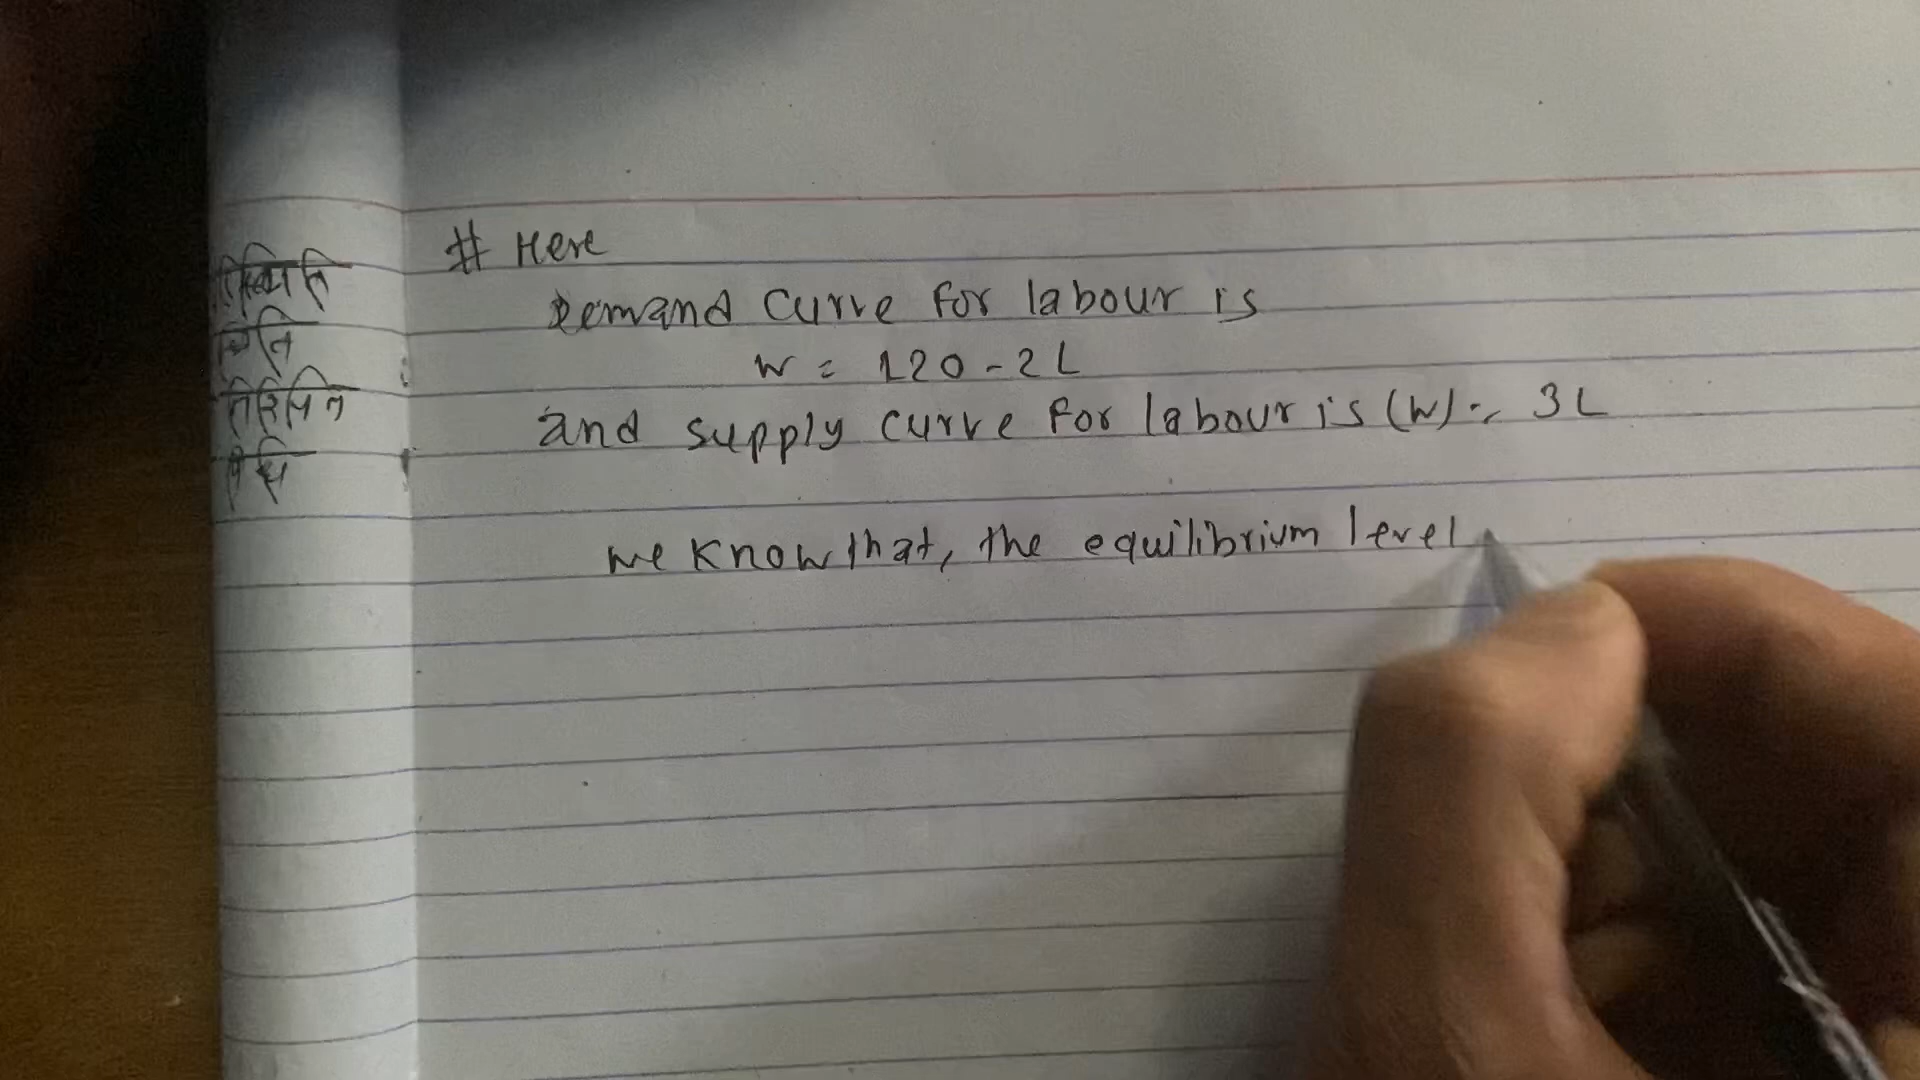 # Here
Demand curve for labour is
W = 120 - 2L
and supply curve for labour is (W) = 3L
we know that, the equilibrium level